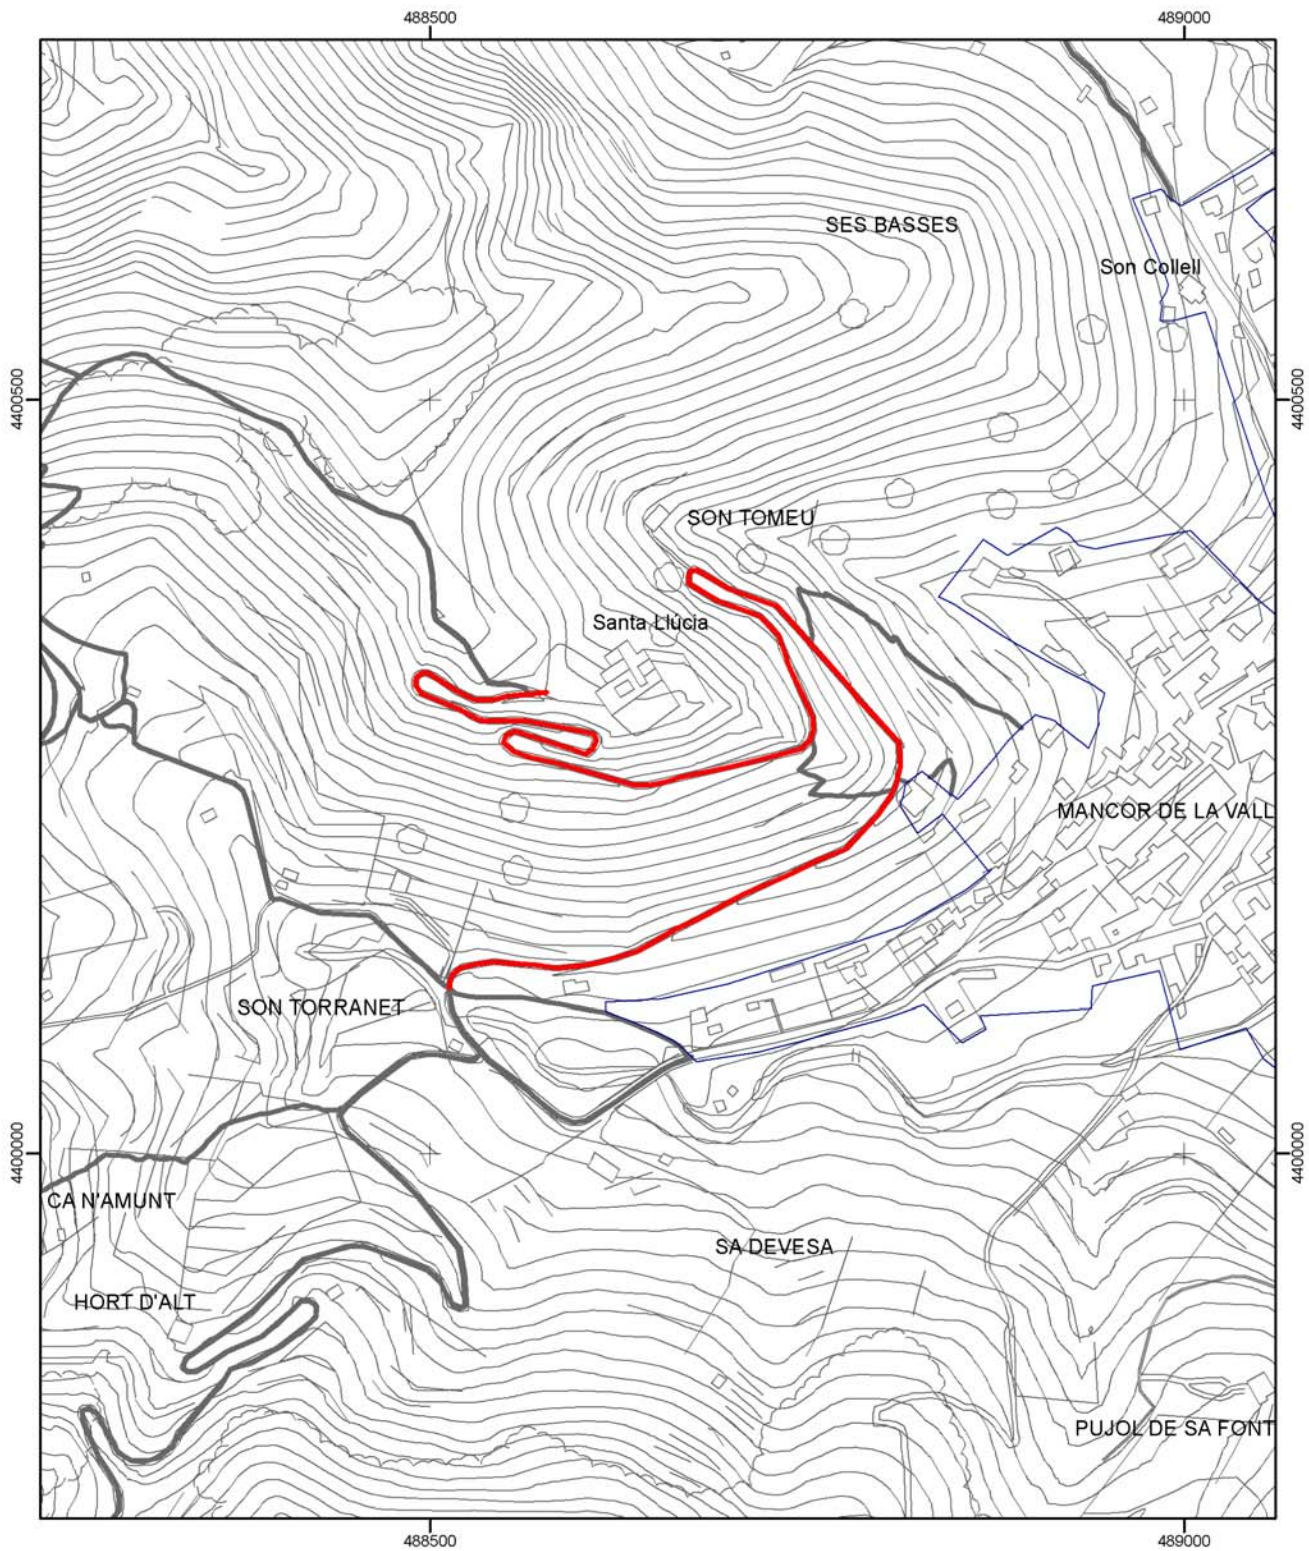 488500
489000
SES BASSES
Son Collell
4400500
4400500
SON TOMEU
Santa Llúcia
MANCOR DE LA VALL
SON TORRANET
4400000
4400000
CA N'AMUNT
SA DEVESA
HORT D'ALT
PUJOL DE SA FONT
488500
489000